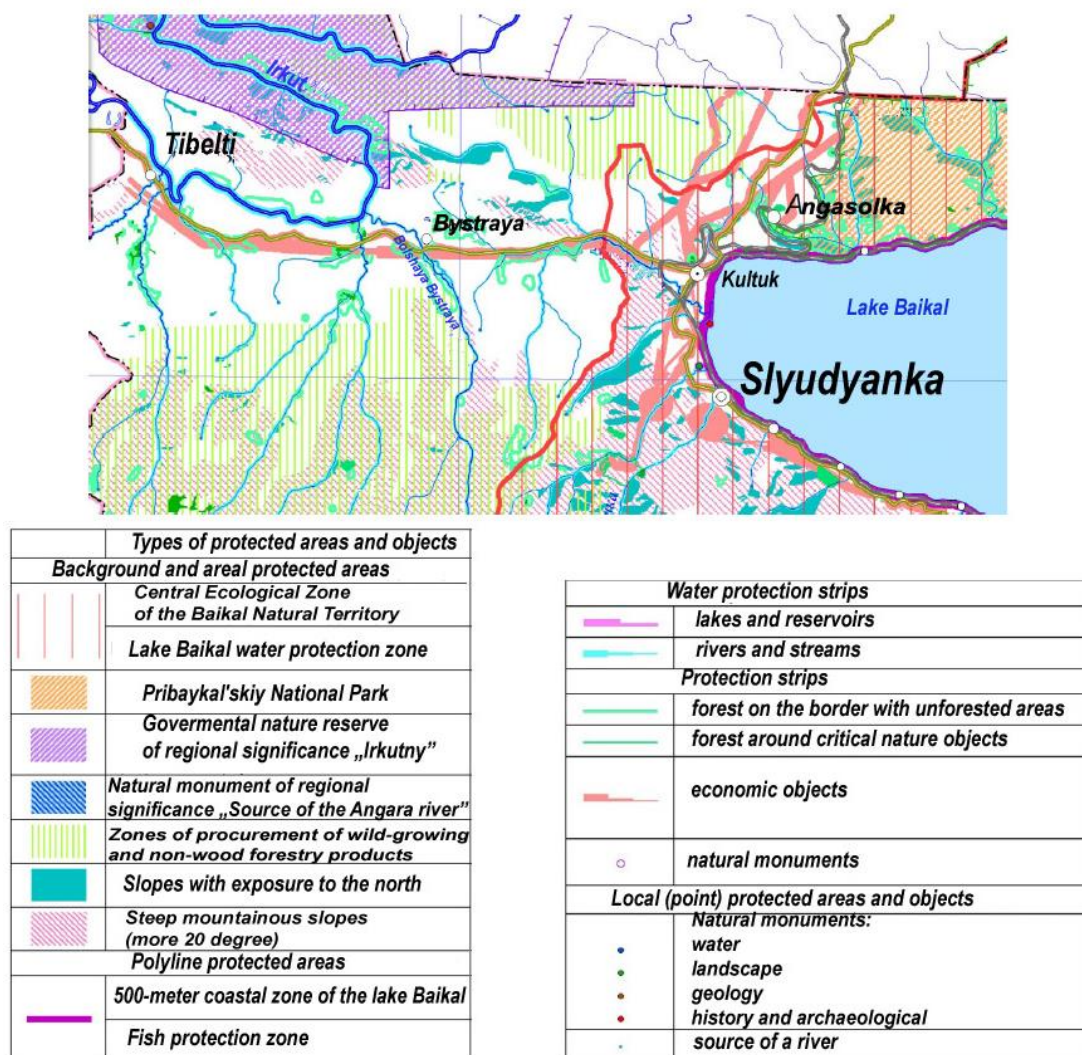 Irkut
Tibelti
Bystraya
Bolshaya Bystraya
Angasolka
Kultuk
Lake Baikal
Slyudyanka
Types of protected areas and objects
Background and areal protected areas
Central Ecological Zone
of the Baikal Natural Territory
Lake Baikal water protection zone
Pribaykal'skiy National Park
Govermental nature reserve
of regional significance „Irkutny”
Natural monument of regional
significance „Source of the Angara river”
Zones of procurement of wild-growing
and non-wood forestry products
Slopes with exposure to the north
Steep mountainous slopes
(more 20 degree)
Polyline protected areas
500-meter coastal zone of the lake Baikal
Fish protection zone
Water protection strips
lakes and reservoirs
rivers and streams
Protection strips
forest on the border with unforested areas
forest around critical nature objects
economic objects
natural monuments
Local (point) protected areas and objects
Natural monuments:
water
landscape
geology
history and archaeological
source of a river